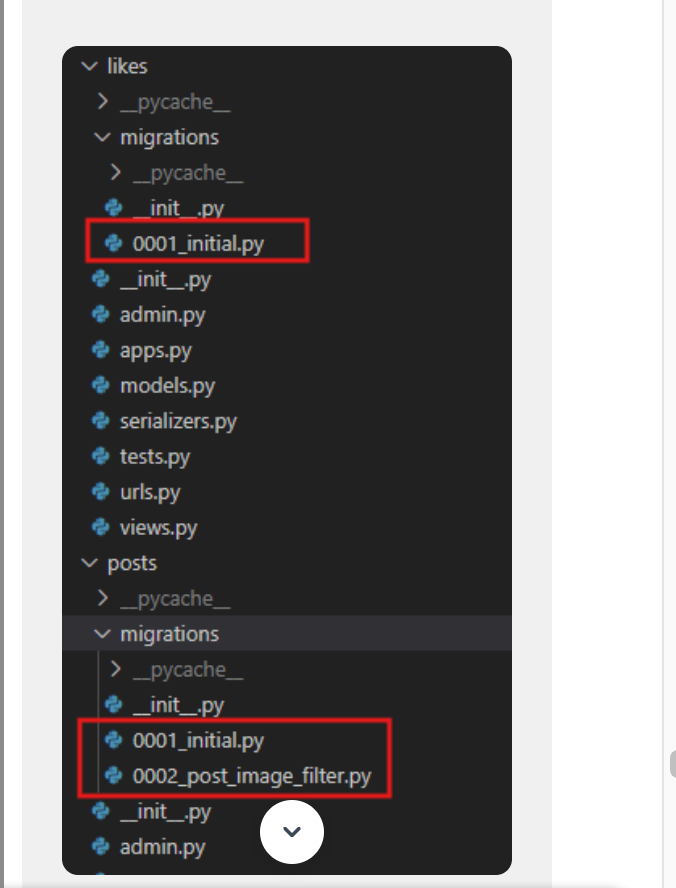 likes
__pycache__
migrations
__pycache__
__init__.py
0001_initial.py
__init__.py
admin.py
apps.py
models.py
serializers.py
tests.py
urls.py
views.py
posts
__pycache__
migrations
__pycache__
__init__.py
0001_initial.py
0002_post_image_filter.py
__init__.py
admin.py